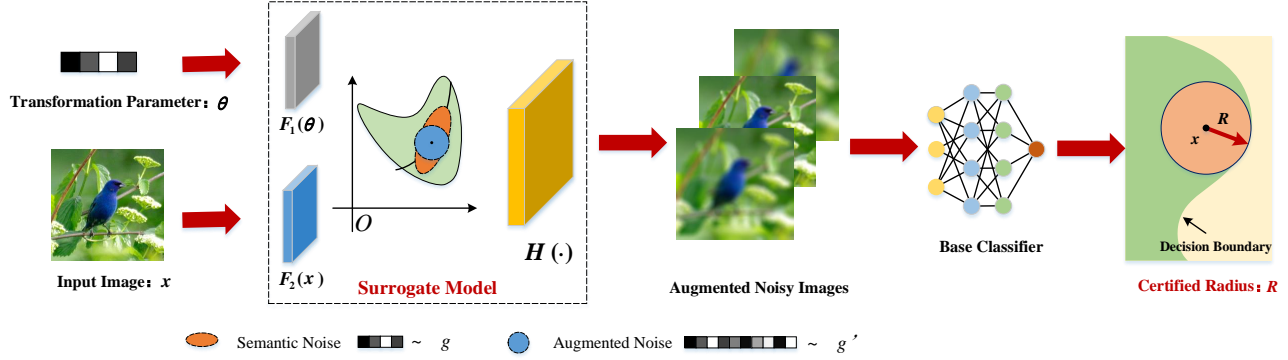 Transformation Parameter: θ
Input Image: x
F₁(θ)
F₂(x)
O
H (·)
Surrogate Model
Augmented Noisy Images
Base Classifier
R
x
Decision Boundary
Certified Radius: R
Semantic Noise ~ g
Augmented Noise ~ g′